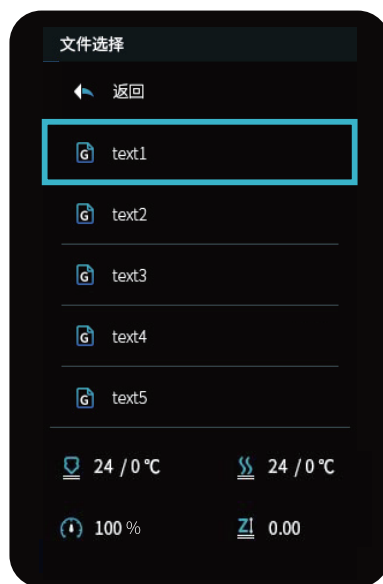 文件选择
返回
G text1
G text2
G text3
G text4
G text5
24 / 0 ℃ 24 / 0 ℃
100 % Z 0.00